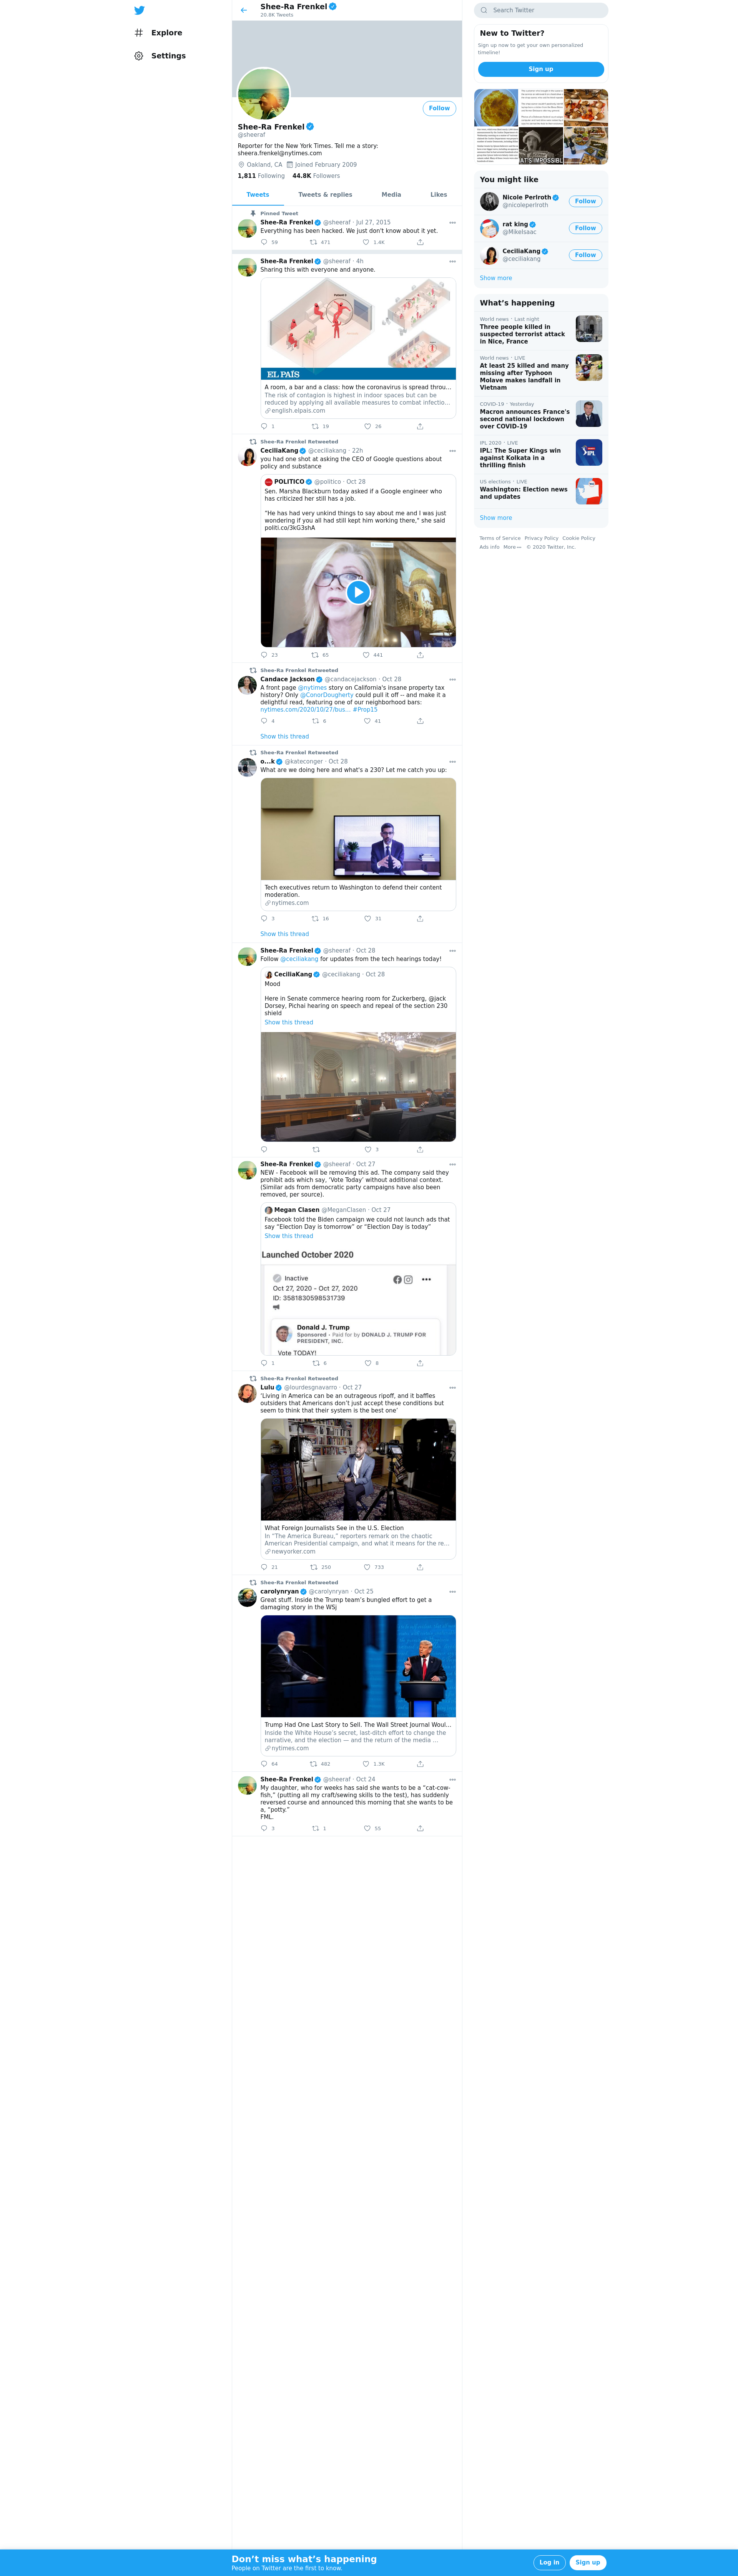 Explore
Settings
Shee-Ra Frenkel
20.8K Tweets
Follow
Shee-Ra Frenkel
@sheeraf
Reporter for the New York Times. Tell me a story:
sheera.frenkel@nytimes.com
Oakland, CA Joined February 2009
1,811 Following 44.8K Followers
Tweets Tweets & replies Media Likes
Pinned Tweet
Shee-Ra Frenkel @sheeraf · Jul 27, 2015
Everything has been hacked. We just don't know about it yet.
59 471 1.4K
Shee-Ra Frenkel @sheeraf · 4h
Sharing this with everyone and anyone.
EL PAÍS
A room, a bar and a class: how the coronavirus is spread throu...
The risk of contagion is highest in indoor spaces but can be
reduced by applying all available measures to combat infectio...
english.elpais.com
1 19 26
Shee-Ra Frenkel Retweeted
CeciliaKang @ceciliakang · 22h
you had one shot at asking the CEO of Google questions about
policy and substance
POLITICO @politico · Oct 28
Sen. Marsha Blackburn today asked if a Google engineer who
has criticized her still has a job.
"He has had very unkind things to say about me and I was just
wondering if you all had still kept him working there," she said
politi.co/3kG3shA
23 65 441
Shee-Ra Frenkel Retweeted
Candace Jackson @candacejackson · Oct 28
A front page @nytimes story on California's insane property tax
history? Only @ConorDougherty could pull it off -- and make it a
delightful read, featuring one of our neighborhood bars:
nytimes.com/2020/10/27/bus... #Prop15
4 6 41
Show this thread
Shee-Ra Frenkel Retweeted
o...k @kateconger · Oct 28
What are we doing here and what's a 230? Let me catch you up:
Tech executives return to Washington to defend their content
moderation.
nytimes.com
3 16 31
Show this thread
Shee-Ra Frenkel @sheeraf · Oct 28
Follow @ceciliakang for updates from the tech hearings today!
CeciliaKang @ceciliakang · Oct 28
Mood
Here in Senate commerce hearing room for Zuckerberg, @jack
Dorsey, Pichai hearing on speech and repeal of the section 230
shield
Show this thread
3
Shee-Ra Frenkel @sheeraf · Oct 27
NEW - Facebook will be removing this ad. The company said they
prohibit ads which say, 'Vote Today' without additional context.
(Similar ads from democratic party campaigns have also been
removed, per source).
Megan Clasen @MeganClasen · Oct 27
Facebook told the Biden campaign we could not launch ads that
say "Election Day is tomorrow" or "Election Day is today"
Show this thread
Launched October 2020
Inactive
Oct 27, 2020 – Oct 27, 2020
ID: 3581830598531739
Donald J. Trump
Sponsored • Paid for by DONALD J. TRUMP FOR
PRESIDENT, INC.
Vote TODAY!
1 6 6
Shee-Ra Frenkel Retweeted
Lulu @lourdesgnavarro · Oct 27
'Living in America can be an outrageous ripoff, and it baffles
outsiders that Americans don't just accept these conditions but
seem to think that their system is the best one'
What Foreign Journalists See in the U.S. Election
In "The America Bureau," reporters remark on the chaotic
American Presidential campaign, and what it means for the re...
newyorker.com
21 250 733
Shee-Ra Frenkel Retweeted
carolynryan @carolynryan · Oct 25
Great stuff. Inside the Trump team's bungled effort to get a
damaging story in the WSj
Trump Had One Last Story to Sell. The Wall Street Journal Woul...
Inside the White House's secret, last-ditch effort to change the
narrative, and the election — and the return of the media ...
nytimes.com
64 482 1.3K
Shee-Ra Frenkel @sheeraf · Oct 24
My daughter, who for weeks has said she wants to be a "cat-cow-
fish," (putting all my craft/sewing skills to the test), has suddenly
reversed course and announced this morning that she wants to be
a, "potty."
FML.
3 1 55
Search Twitter
New to Twitter?
Sign up now to get your own personalized
timeline!
Sign up
AT'S IMPOSSIBL
You might like
Nicole Perlroth
@nicoleperlroth
Follow
rat king
@MikeIsaac
Follow
CeciliaKang
@ceciliakang
Follow
Show more
What's happening
World news · Last night
Three people killed in
suspected terrorist attack
in Nice, France
World news · LIVE
At least 25 killed and many
missing after Typhoon
Molave makes landfall in
Vietnam
COVID-19 · Yesterday
Macron announces France's
second national lockdown
over COVID-19
IPL 2020 · LIVE
IPL: The Super Kings win
against Kolkata in a
thrilling finish
US elections · LIVE
Washington: Election news
and updates
Show more
Terms of Service Privacy Policy Cookie Policy
Ads info More © 2020 Twitter, Inc.
Don't miss what's happening
People on Twitter are the first to know.
Log in Sign up